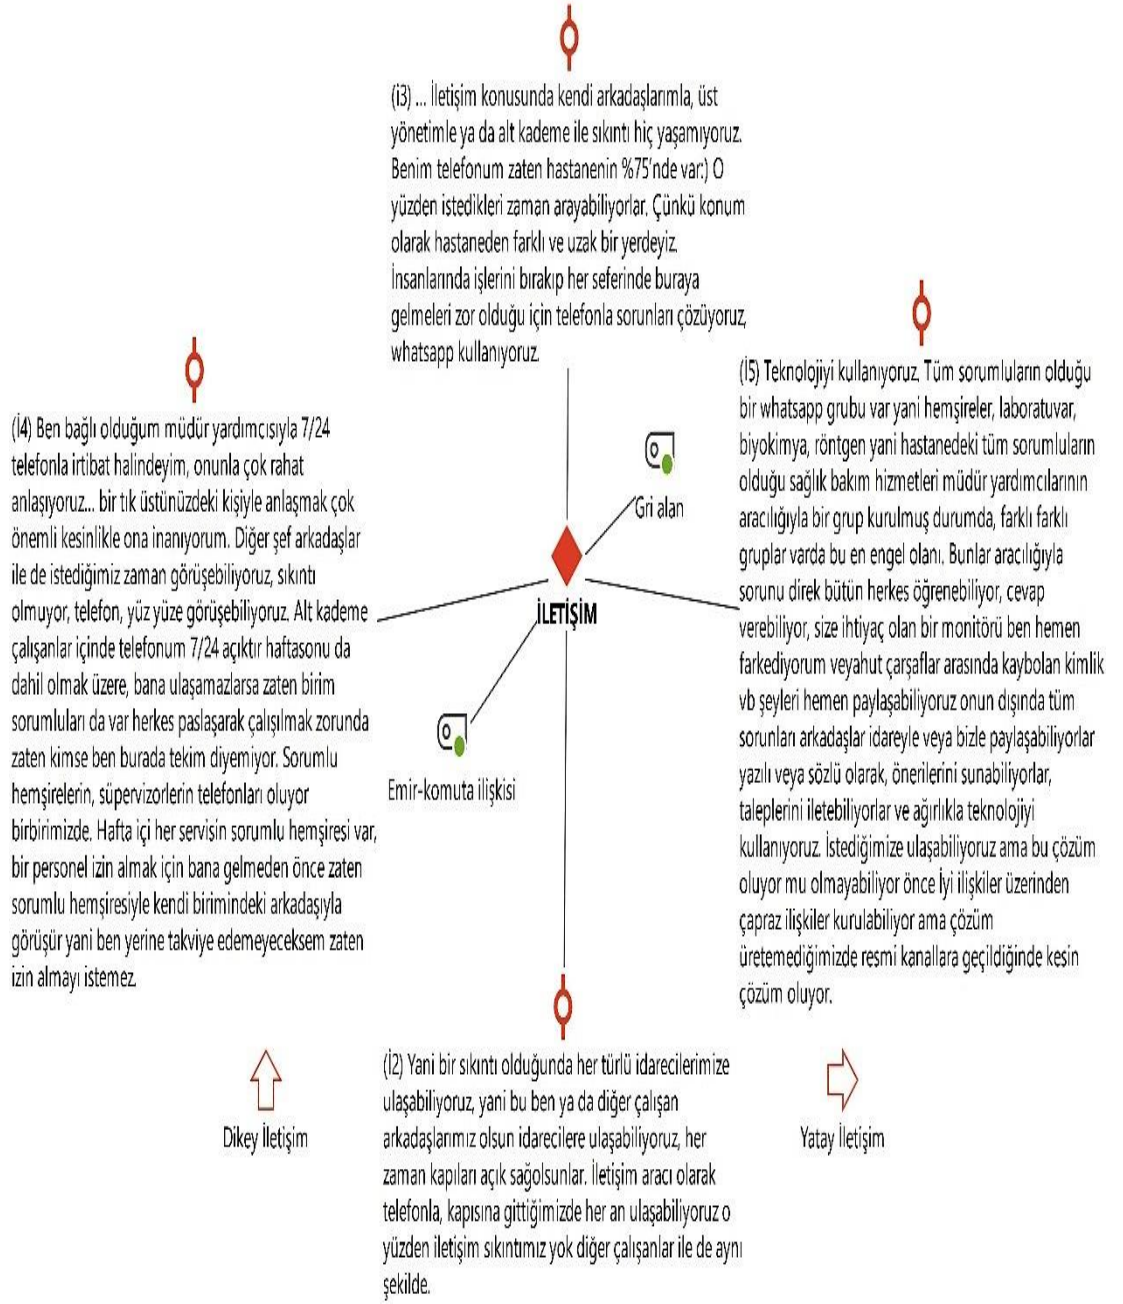 (i3) ... İletişim konusunda kendi arkadaşlarımla, üst
yönetimle ya da alt kademe ile sıkıntı hiç yaşamıyoruz.
Benim telefonum zaten hastanenin %75'nde var:) O
yüzden istedikleri zaman arayabiliyorlar. Çünkü konum
olarak hastaneden farklı ve uzak bir yerdeyiz.
İnsanlarında işlerini bırakıp her seferinde buraya
gelmeleri zor olduğu için telefonla sorunları çözüyoruz,
whatsapp kullanıyoruz.
(İ4) Ben bağlı olduğum müdür yardımcısıyla 7/24
telefonla irtibat halindeyim, onunla çok rahat
anlaşıyoruz... bir tık üstünüzdeki kişiyle anlaşmak çok
önemli kesinlikle ona inanıyorum. Diğer şef arkadaşlar
ile de istediğimiz zaman görüşebiliyoruz, sıkıntı
olmuyor, telefon, yüz yüze görüşebiliyoruz. Alt kademe
çalışanlar içinde telefonum 7/24 açıktır haftasonu da
dahil olmak üzere, bana ulaşamazlarsa zaten birim
sorumluları da var herkes paslaşarak çalışılmak zorunda
zaten kimse ben burada tekim diyemiyor. Sorumlu
hemşirelerin, süpervizorlerin telefonları oluyor
birbirimizde. Hafta içi her servisin sorumlu hemşiresi var,
bir personel izin almak için bana gelmeden önce zaten
sorumlu hemşiresiyle kendi birimindeki arkadaşıyla
görüşür yani ben yerine takviye edemeyeceksem zaten
izin almayı istemez.
Gri alan
İLETİŞİM
Emir-komuta ilişkisi
(İ5) Teknolojiyi kullanıyoruz. Tüm sorumluların olduğu
bir whatsapp grubu var yani hemşireler, laboratuvar,
biyokimya, röntgen yani hastanedeki tüm sorumluların
olduğu sağlık bakım hizmetleri müdür yardımcılarının
aracılığıyla bir grup kurulmuş durumda, farklı farklı
gruplar varda bu en engel olanı. Bunlar aracılığıyla
sorunu direk bütün herkes öğrenebiliyor, cevap
verebiliyor, size ihtiyaç olan bir monitörü ben hemen
farkediyorum veyahut çarşaflar arasında kaybolan kimlik
vb şeyleri hemen paylaşabiliyoruz onun dışında tüm
sorunları arkadaşlar idareyle veya bizle paylaşabiliyorlar
yazılı veya sözlü olarak, önerilerini sunabiliyorlar,
taleplerini iletebiliyorlar ve ağırlıkla teknolojiyi
kullanıyoruz. İstediğimize ulaşabiliyoruz ama bu çözüm
oluyor mu olmayabiliyor önce İyi ilişkiler üzerinden
çapraz ilişkiler kurulabiliyor ama çözüm
üretemediğimizde resmi kanallara geçildiğinde kesin
çözüm oluyor.
Dikey İletişim
(İ2) Yani bir sıkıntı olduğunda her türlü idarecilerimize
ulaşabiliyoruz, yani bu ben ya da diğer çalışan
arkadaşlarımız olsun idarecilere ulaşabiliyoruz, her
zaman kapıları açık sağolsunlar. İletişim aracı olarak
telefonla, kapısına gittiğimizde her an ulaşabiliyoruz o
yüzden iletişim sıkıntımız yok diğer çalışanlar ile de aynı
şekilde.
Yatay İletişim